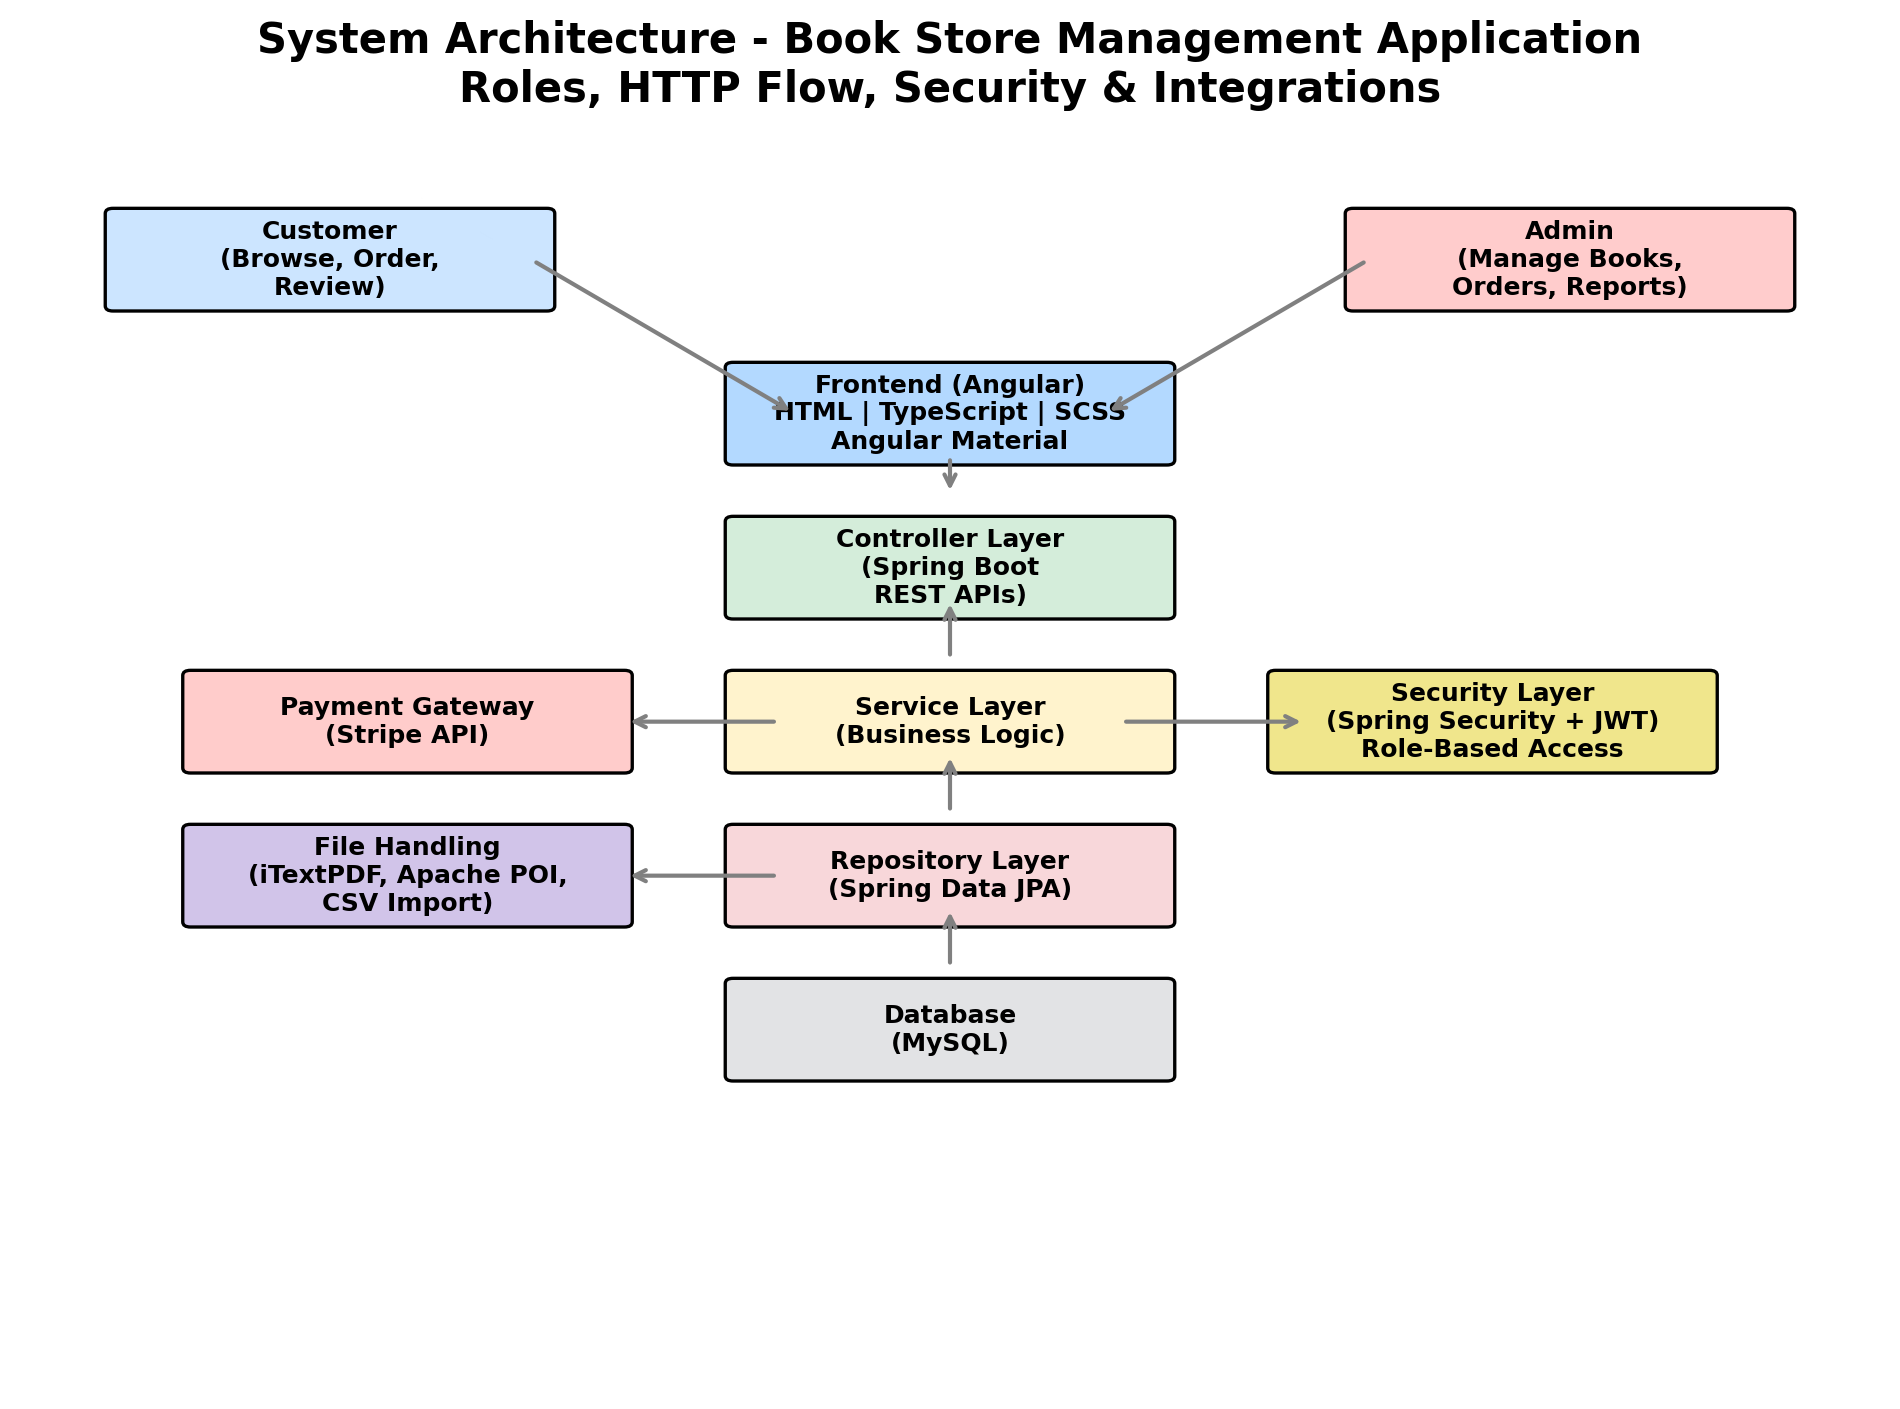 System Architecture - Book Store Management Application
Roles, HTTP Flow, Security & Integrations
Customer
(Browse, Order,
Review)
Admin
(Manage Books,
Orders, Reports)
Frontend (Angular)
HTML | TypeScript | SCSS
Angular Material
Controller Layer
(Spring Boot
REST APIs)
Payment Gateway
(Stripe API)
Service Layer
(Business Logic)
Security Layer
(Spring Security + JWT)
Role-Based Access
File Handling
(iTextPDF, Apache POI,
CSV Import)
Repository Layer
(Spring Data JPA)
Database
(MySQL)